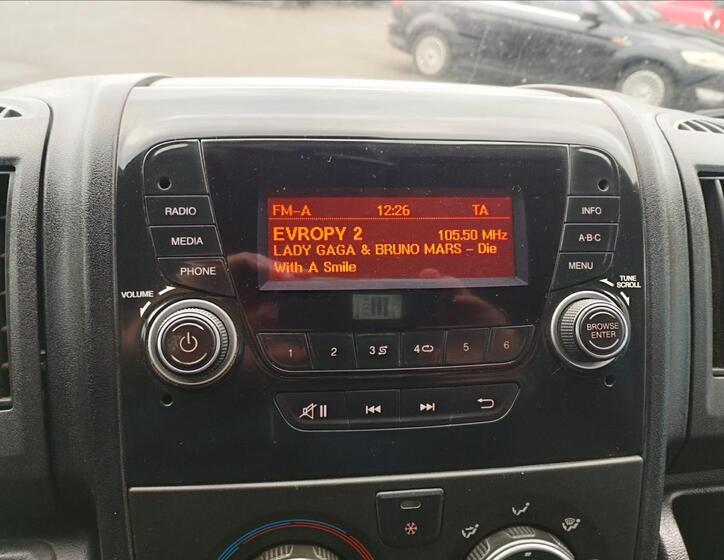 FM-A 12:26 TA
EVROPY 2 105.50 MHz
LADY GAGA & BRUNO MARS - Die
With A Smile
RADIO
MEDIA
PHONE
VOLUME
INFO
A·B·C
MENU
TUNE
SCROLL
BROWSE
ENTER
1 2 3 4 5 6